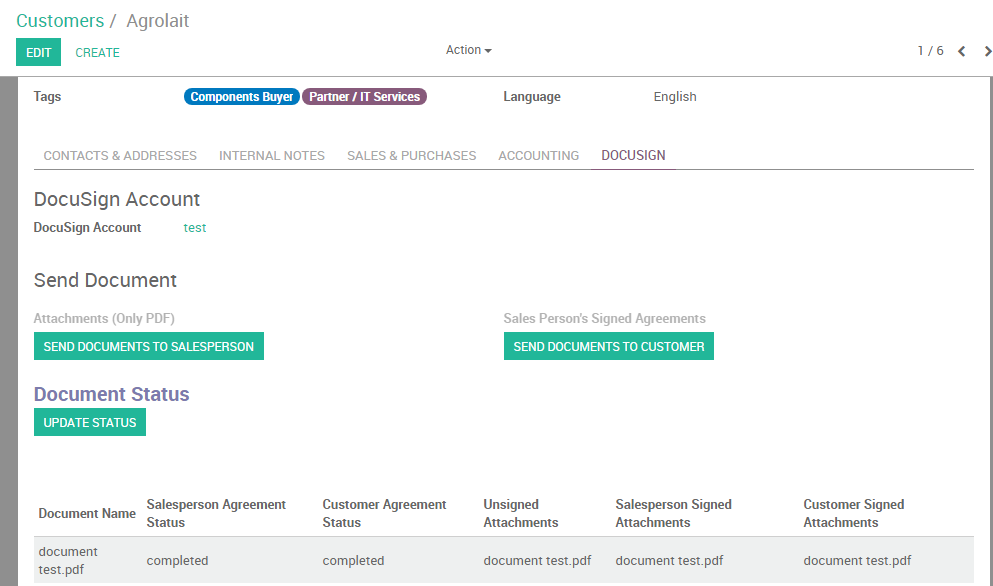 Customers / Agrolait
EDIT CREATE Action 1 / 6
Tags Components Buyer Partner / IT Services Language English
CONTACTS & ADDRESSES INTERNAL NOTES SALES & PURCHASES ACCOUNTING DOCUSIGN
DocuSign Account
DocuSign Account test
Send Document
Attachments (Only PDF) Sales Person's Signed Agreements
SEND DOCUMENTS TO SALESPERSON SEND DOCUMENTS TO CUSTOMER
Document Status
UPDATE STATUS
Document Name Salesperson Agreement Status Customer Agreement Status Unsigned Attachments Salesperson Signed Attachments Customer Signed Attachments
document test.pdf completed completed document test.pdf document test.pdf document test.pdf